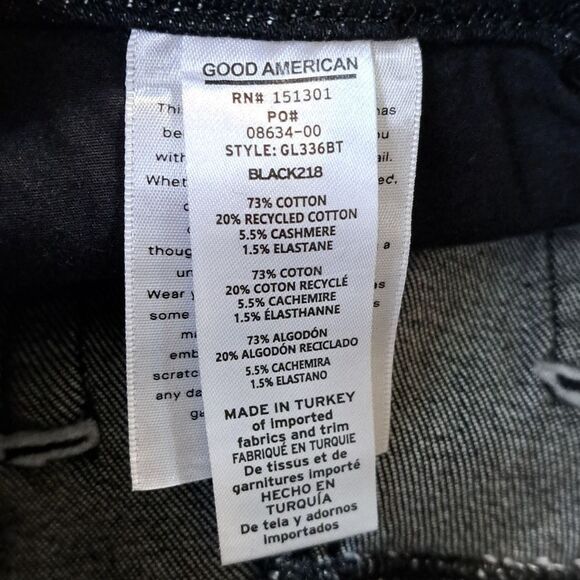 GOOD AMERICAN
RN# 151301
PO#
08634-00
STYLE: GL336BT
BLACK218
73% COTTON
20% RECYCLED COTTON
5.5% CASHMERE
1.5% ELASTANE
73% COTON
20% COTON RECYCLÉ
5.5% CACHEMIRE
1.5% ÉLASTHANNE
73% ALGODÓN
20% ALGODÓN RECICLADO
5.5% CACHEMIRA
1.5% ELASTANO
MADE IN TURKEY
of imported
fabrics and trim
FABRIQUÉ EN TURQUIE
De tissus et de
garnitures importé
HECHO EN
TURQUÍA
De tela y adornos
importados
Wear
some
any
a